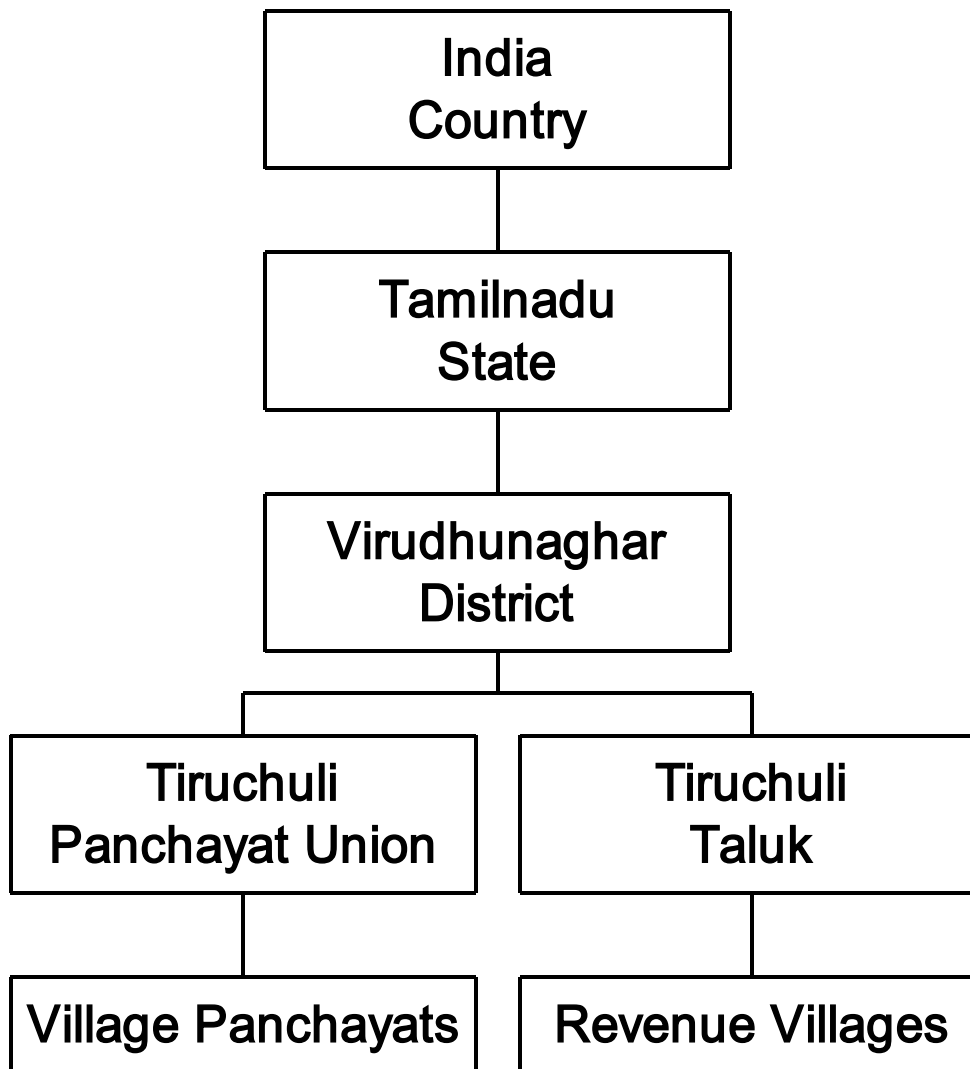 India
Country
Tamilnadu
State
Virudhunaghar
District
Tiruchuli
Panchayat Union
Tiruchuli
Taluk
Village Panchayats
Revenue Villages